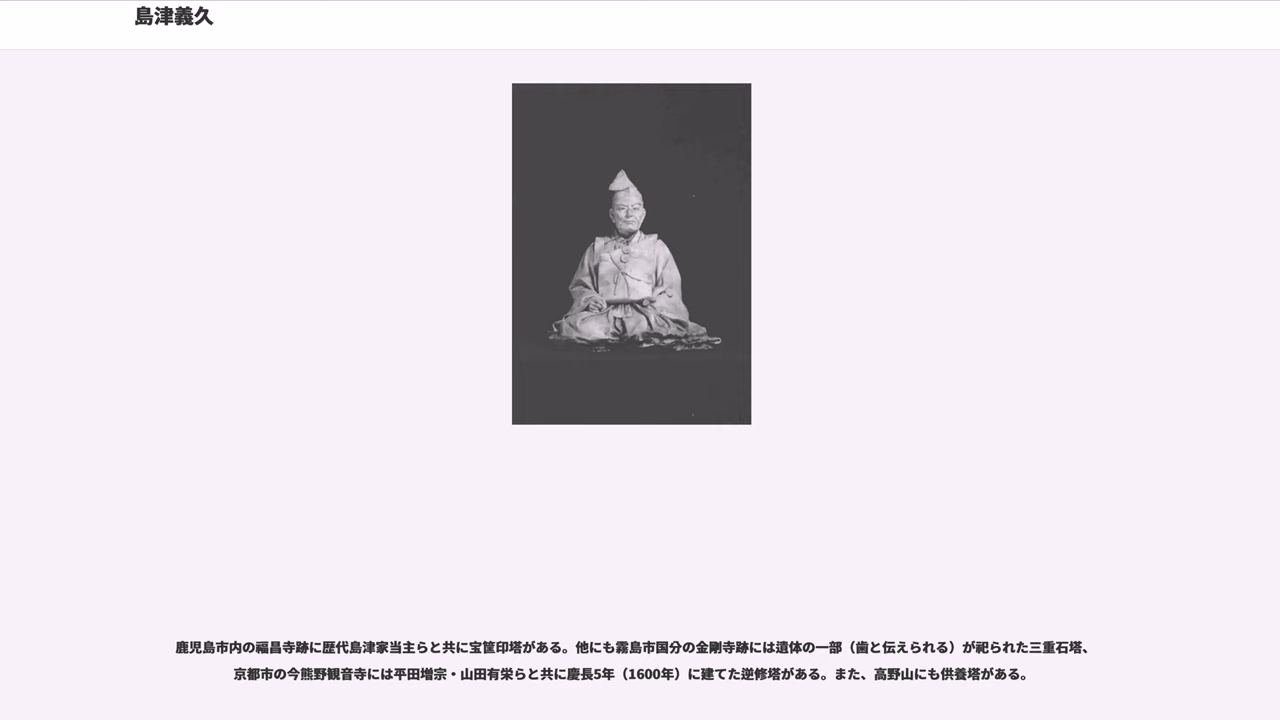 島津義久
鹿児島市内の福昌寺跡に歴代島津家当主らと共に宝筐印塔がある。他にも霧島市国分の金剛寺跡には遺体の一部（歯と伝えられる）が祀られた三重石塔、
京都市の今熊野観音寺には平田増宗・山田有栄らと共に慶長5年（1600年）に建てた逆修塔がある。また、高野山にも供養塔がある。